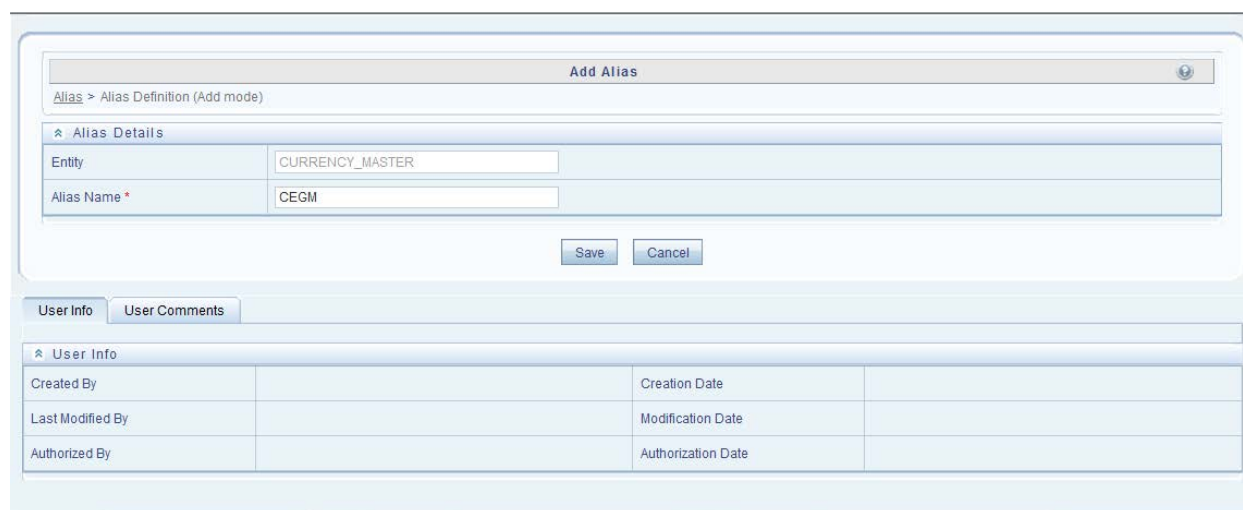 Add Alias
Alias > Alias Definition (Add mode)
Alias Details
Entity CURRENCY_MASTER
Alias Name * CEGM
Save Cancel
User Info User Comments
User Info
Created By Creation Date
Last Modified By Modification Date
Authorized By Authorization Date